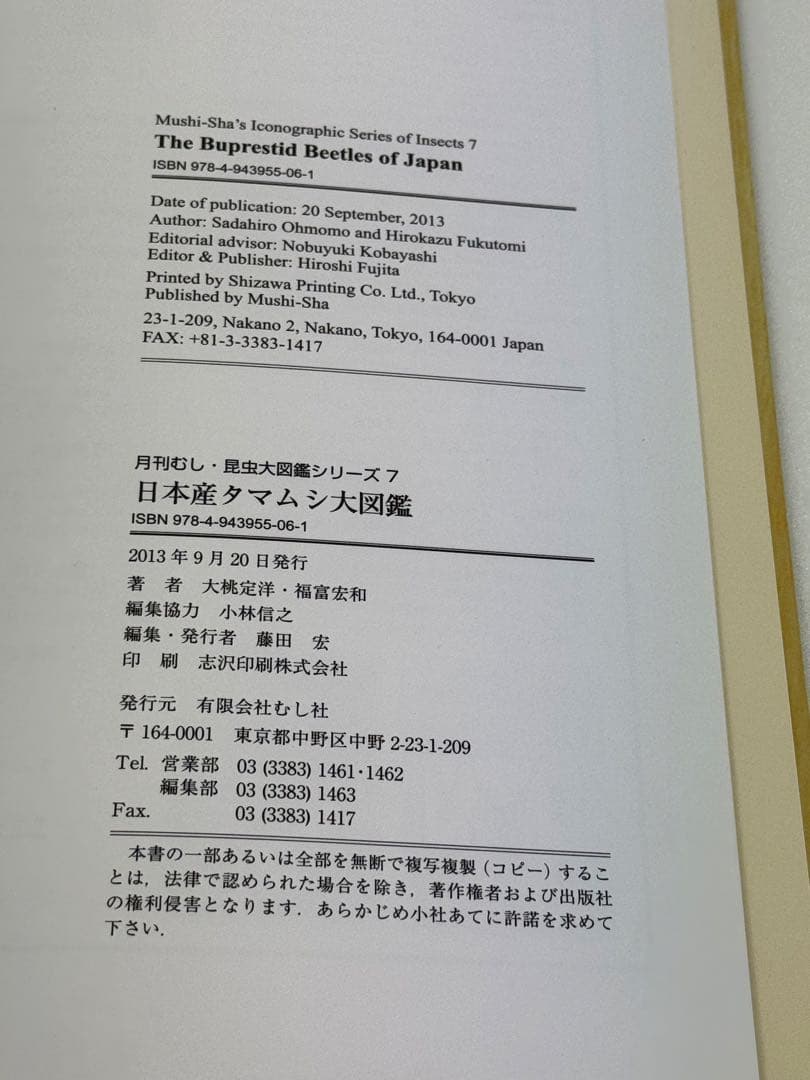 Mushi-Sha's Iconographic Series of Insects 7
The Buprestid Beetles of Japan
ISBN 978-4-943955-06-1
Date of publication: 20 September, 2013
Author: Sadahiro Ohmomo and Hirokazu Fukutomi
Editorial advisor: Nobuyuki Kobayashi
Editor & Publisher: Hiroshi Fujita
Printed by Shizawa Printing Co. Ltd., Tokyo
Published by Mushi-Sha
23-1-209, Nakano 2, Nakano, Tokyo, 164-0001 Japan
FAX: +81-3-3383-1417
月刊むし・昆虫大図鑑シリーズ 7
日本産タマムシ大図鑑
ISBN 978-4-943955-06-1
2013 年 9 月 20 日発行
著　者　大桃定洋・福富宏和
編集協力　小林信之
編集・発行者　藤田　宏
印　刷　志沢印刷株式会社
発行元　有限会社むし社
〒 164-0001　東京都中野区中野 2-23-1-209
Tel. 営業部　03 (3383) 1461・1462
編集部　03 (3383) 1463
Fax.　03 (3383) 1417
本書の一部あるいは全部を無断で複写複製（コピー）するこ
とは，法律で認められた場合を除き，著作権者および出版社
の権利侵害となります．あらかじめ小社あてに許諾を求めて
下さい．